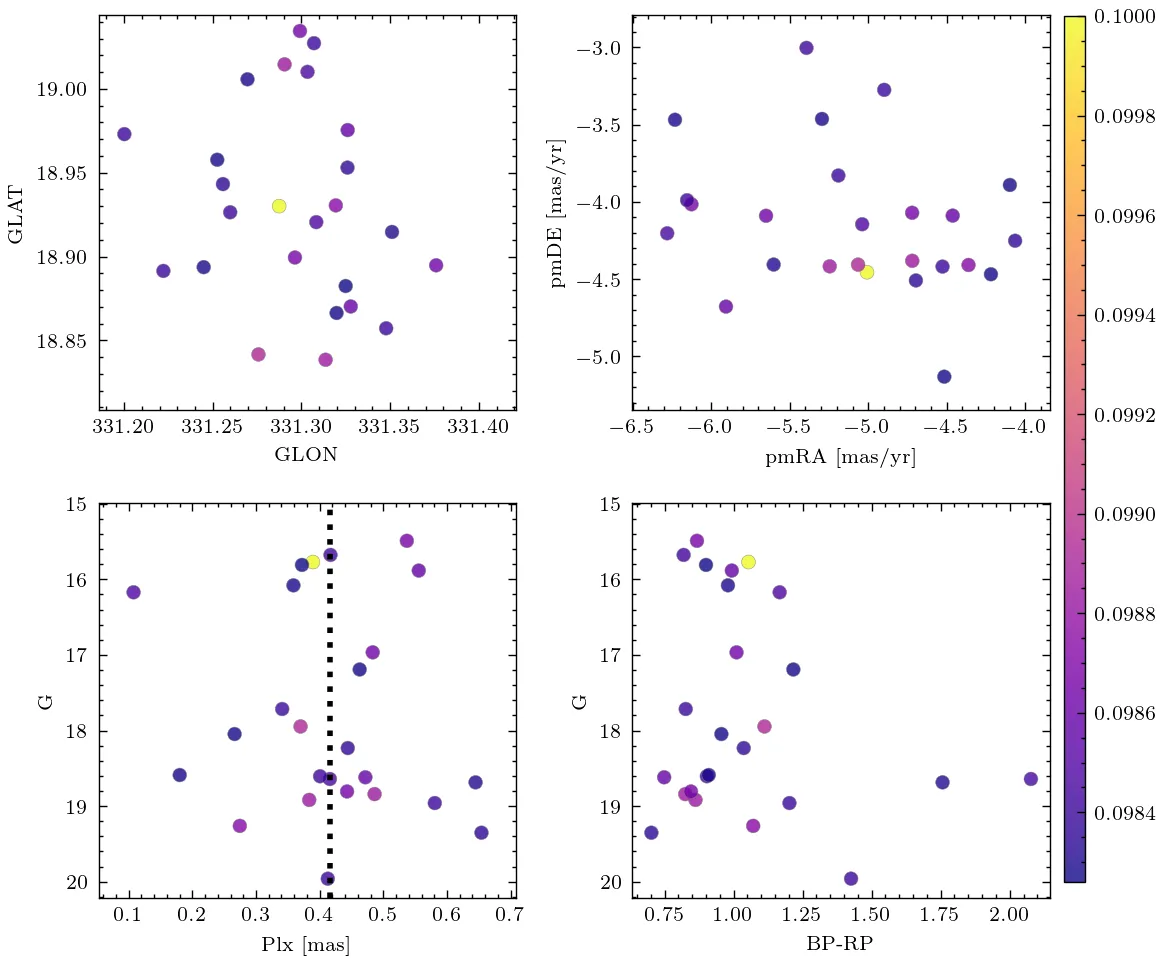 19.00
18.95
18.90
18.85
GLAT
331.20 331.25 331.30 331.35 331.40
GLON
−3.0
−3.5
−4.0
−4.5
−5.0
pmDE [mas/yr]
−6.5 −6.0 −5.5 −5.0 −4.5 −4.0
pmRA [mas/yr]
0.1000
0.0998
0.0996
0.0994
0.0992
0.0990
0.0988
0.0986
0.0984
15
16
17
18
19
20
G
0.1 0.2 0.3 0.4 0.5 0.6 0.7
Plx [mas]
15
16
17
18
19
20
G
0.75 1.00 1.25 1.50 1.75 2.00
BP-RP